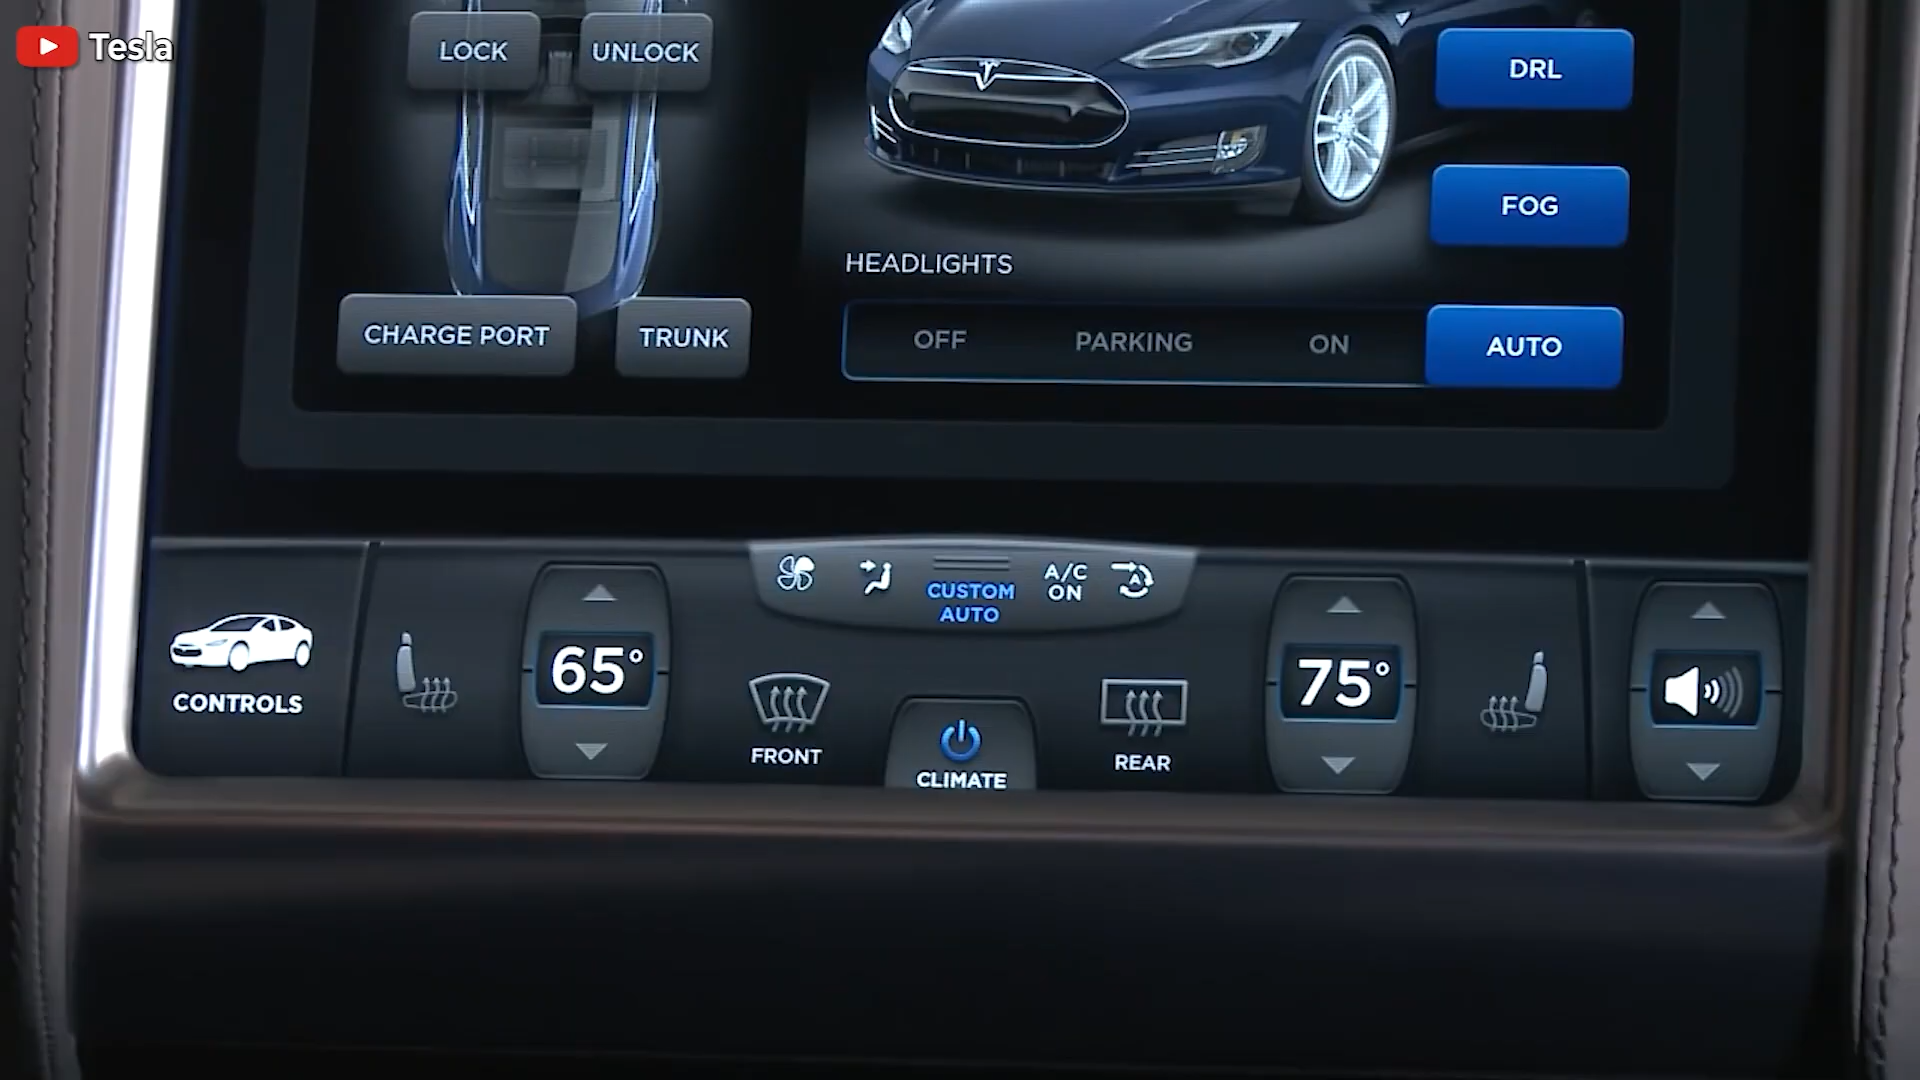 Tesla
LOCK
UNLOCK
DRL
FOG
HEADLIGHTS
CHARGE PORT
TRUNK
OFF
PARKING
ON
AUTO
CUSTOM
AUTO
A/C
ON
A
65°
75°
CONTROLS
FRONT
CLIMATE
REAR